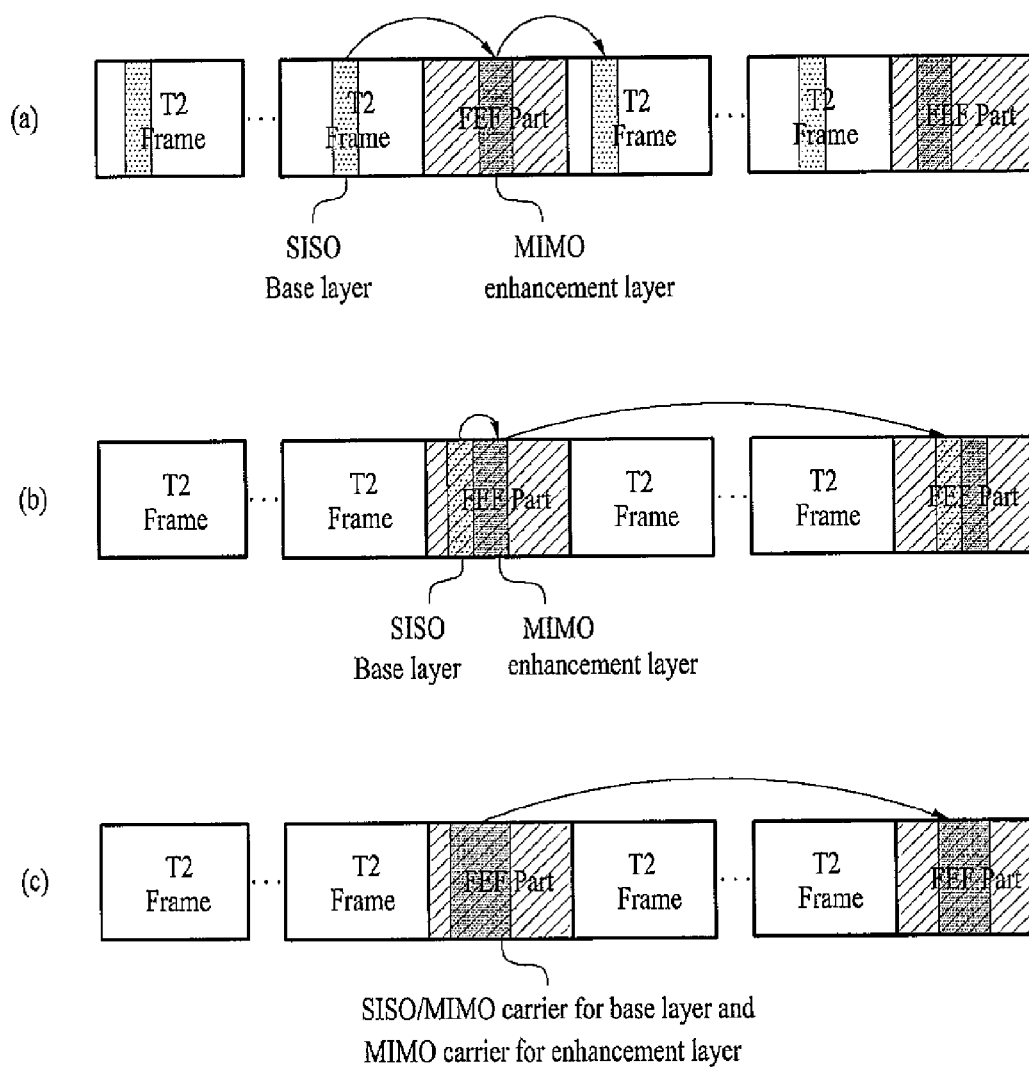 (a)
T2
Frame
. . .
T2
Frame
FEF Part
T2
Frame
. . .
T2
Frame
FEF Part
SISO
Base layer
MIMO
enhancement layer
(b)
T2
Frame
. . .
T2
Frame
FEF Part
T2
Frame
. . .
T2
Frame
FEF Part
SISO
Base layer
MIMO
enhancement layer
(c)
T2
Frame
. . .
T2
Frame
FEF Part
T2
Frame
. . .
T2
Frame
FEF Part
SISO/MIMO carrier for base layer and
MIMO carrier for enhancement layer